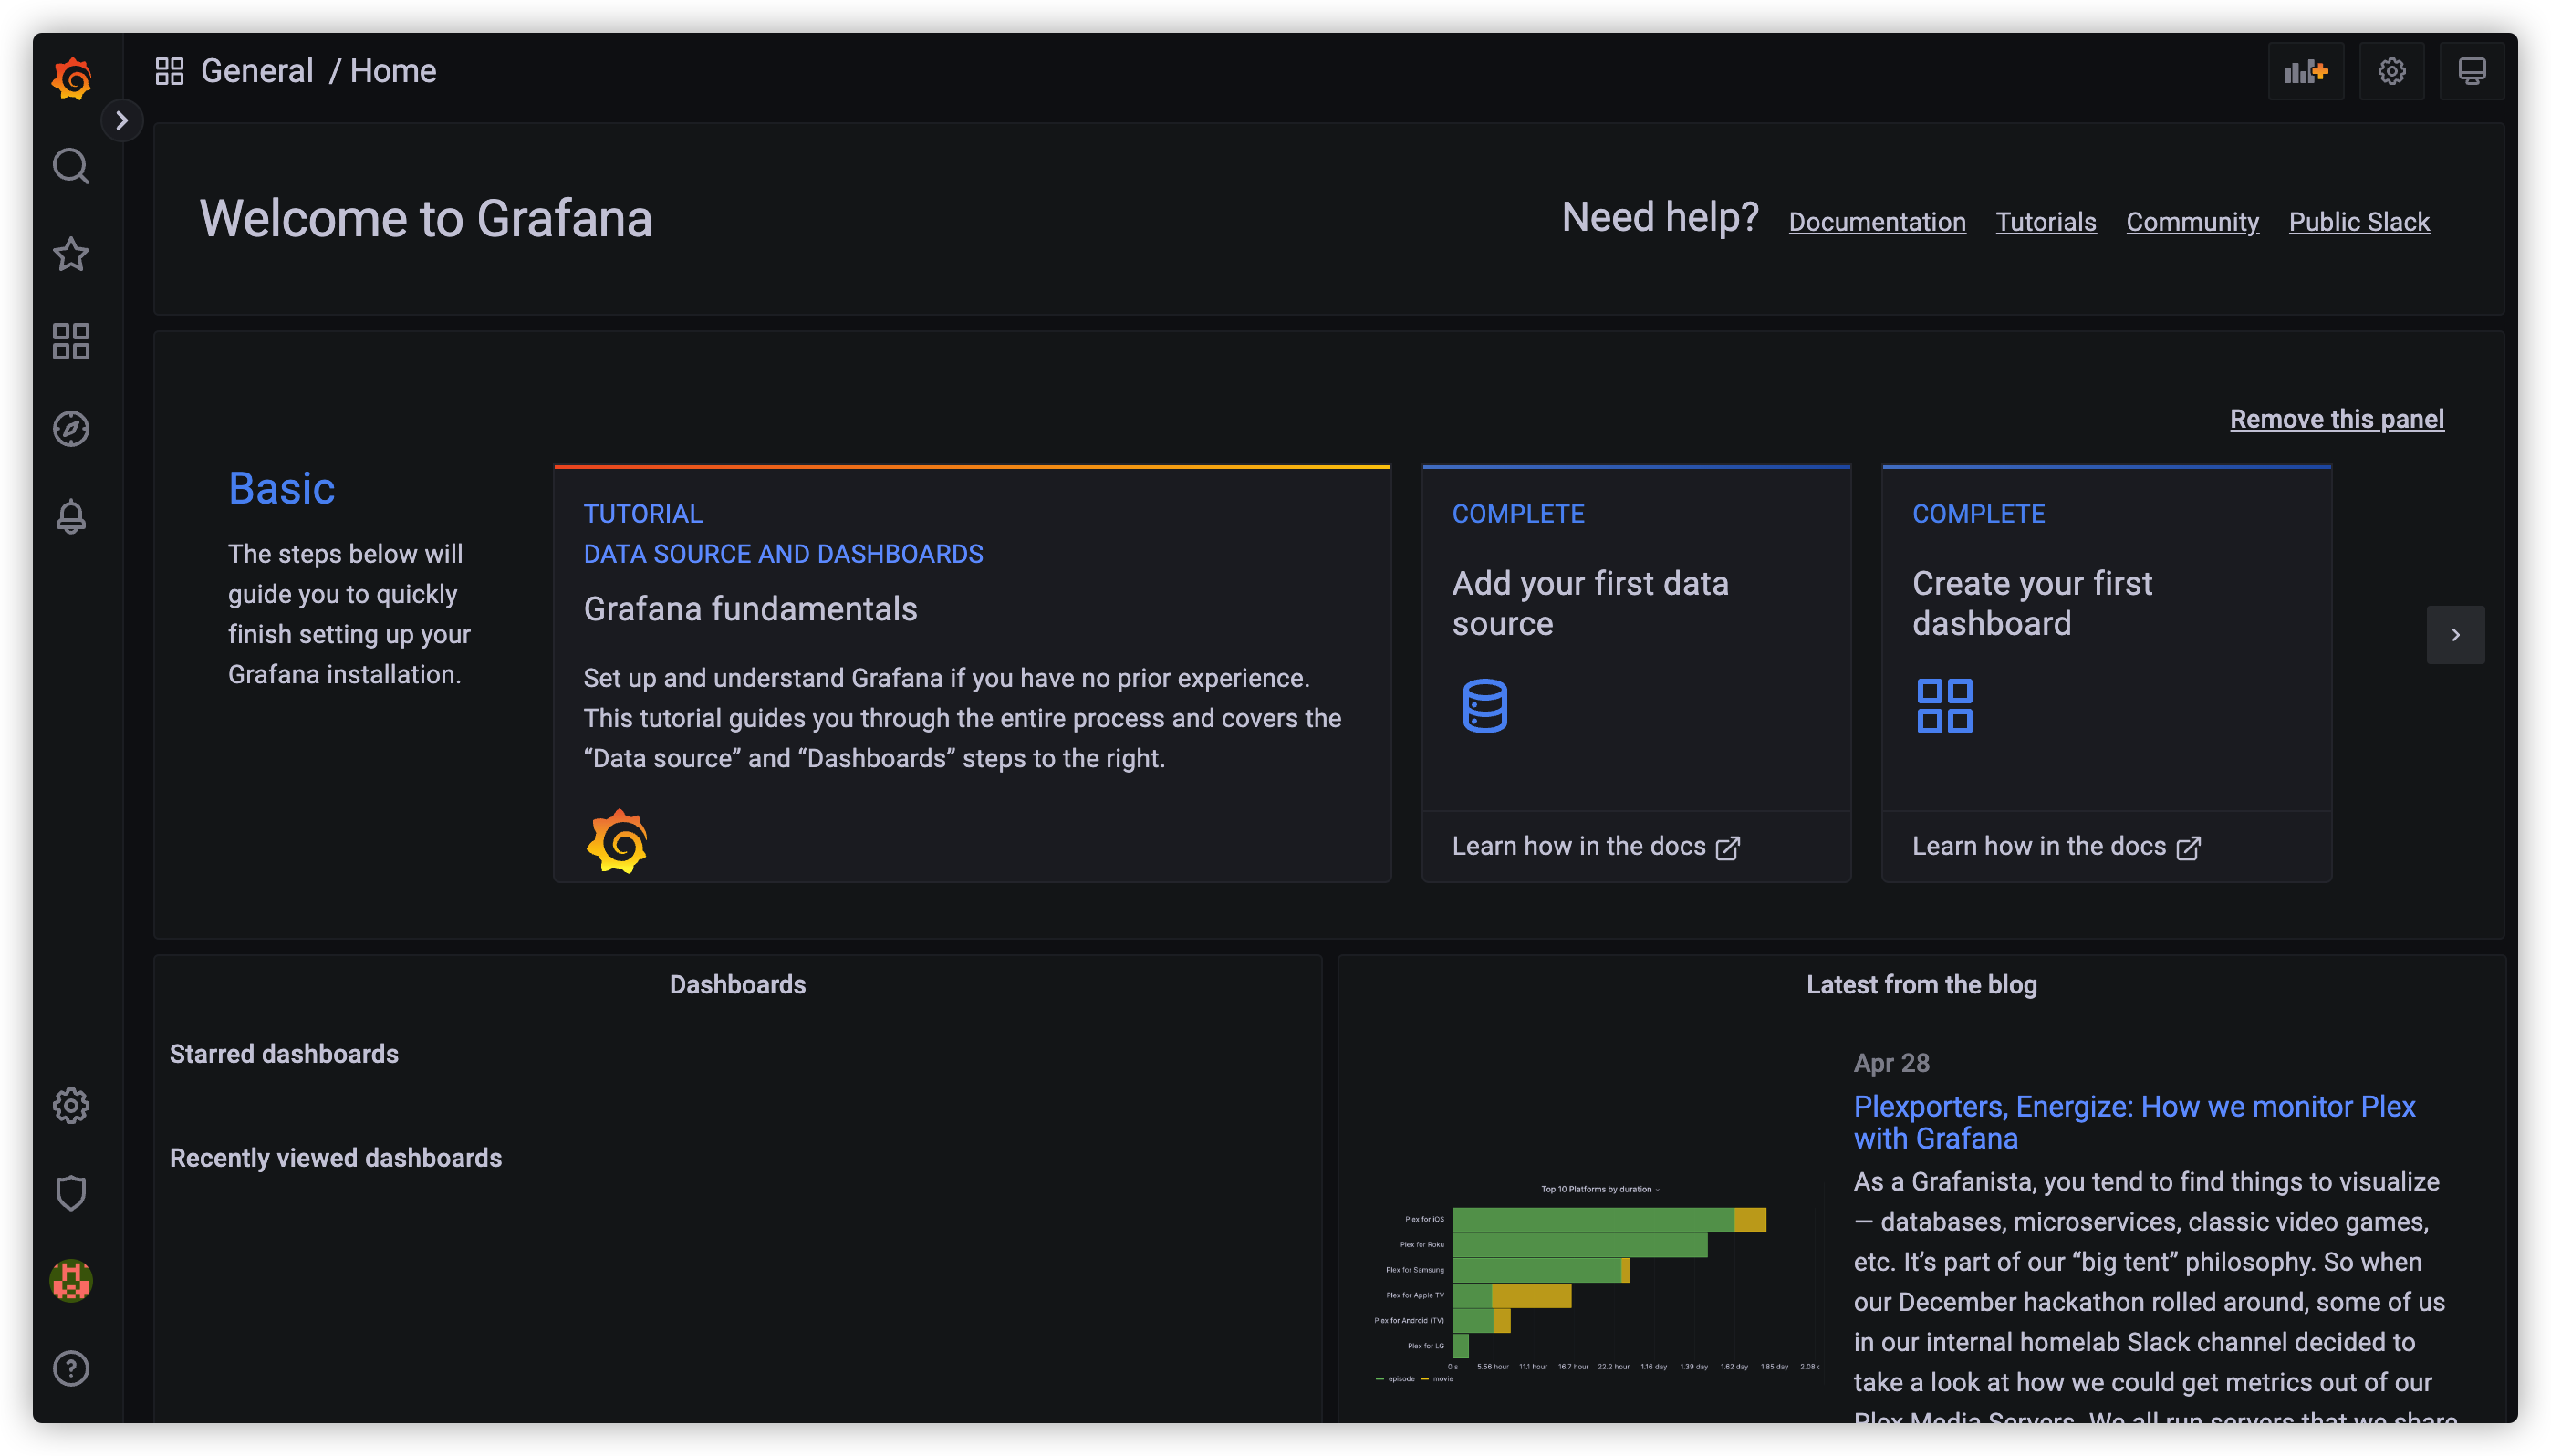 General / Home
Welcome to Grafana
Need help? Documentation Tutorials Community Public Slack
Remove this panel
Basic
The steps below will
guide you to quickly
finish setting up your
Grafana installation.
TUTORIAL
DATA SOURCE AND DASHBOARDS
Grafana fundamentals
Set up and understand Grafana if you have no prior experience.
This tutorial guides you through the entire process and covers the
“Data source” and “Dashboards” steps to the right.
COMPLETE
Add your first data
source
Learn how in the docs
COMPLETE
Create your first
dashboard
Learn how in the docs
Dashboards
Starred dashboards
Recently viewed dashboards
Latest from the blog
Top 10 Platforms by duration
Plex for iOS
Plex for Roku
Plex for Samsung
Plex for Apple TV
Plex for Android (TV)
Plex for LG
0 s 5.56 hour 11.1 hour 16.7 hour 22.2 hour 1.16 day 1.39 day 1.62 day 1.85 day 2.08
episode movie
Apr 28
Plexporters, Energize: How we monitor Plex
with Grafana
As a Grafanista, you tend to find things to visualize
— databases, microservices, classic video games,
etc. It’s part of our “big tent” philosophy. So when
our December hackathon rolled around, some of us
in our internal homelab Slack channel decided to
take a look at how we could get metrics out of our
Plex Media Servers. We all run servers that we share